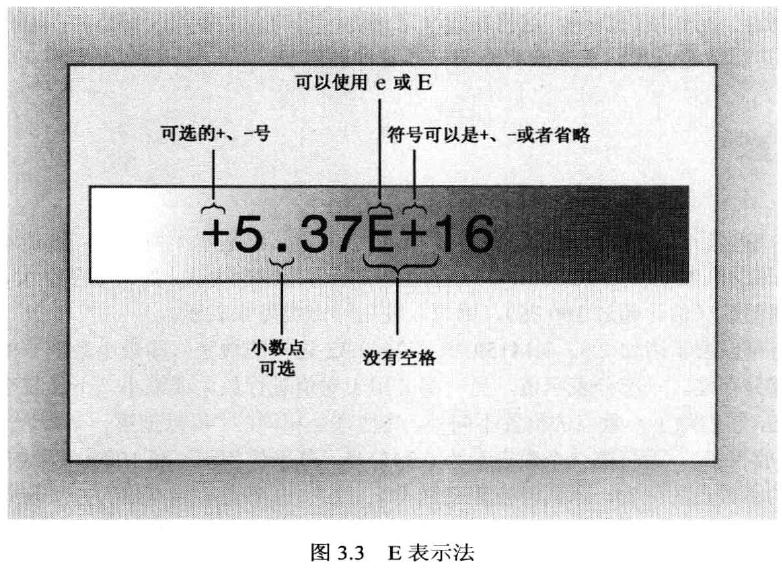 可以使用 e 或 E
可选的+、-号
符号可以是+、-或者省略
+5.37E+16
小数点
可选
没有空格
图 3.3 E 表示法